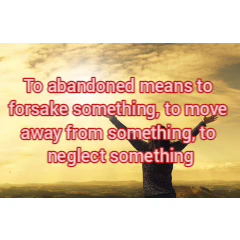 To abandoned means to
forsake something, to move
away from something, to
neglect something